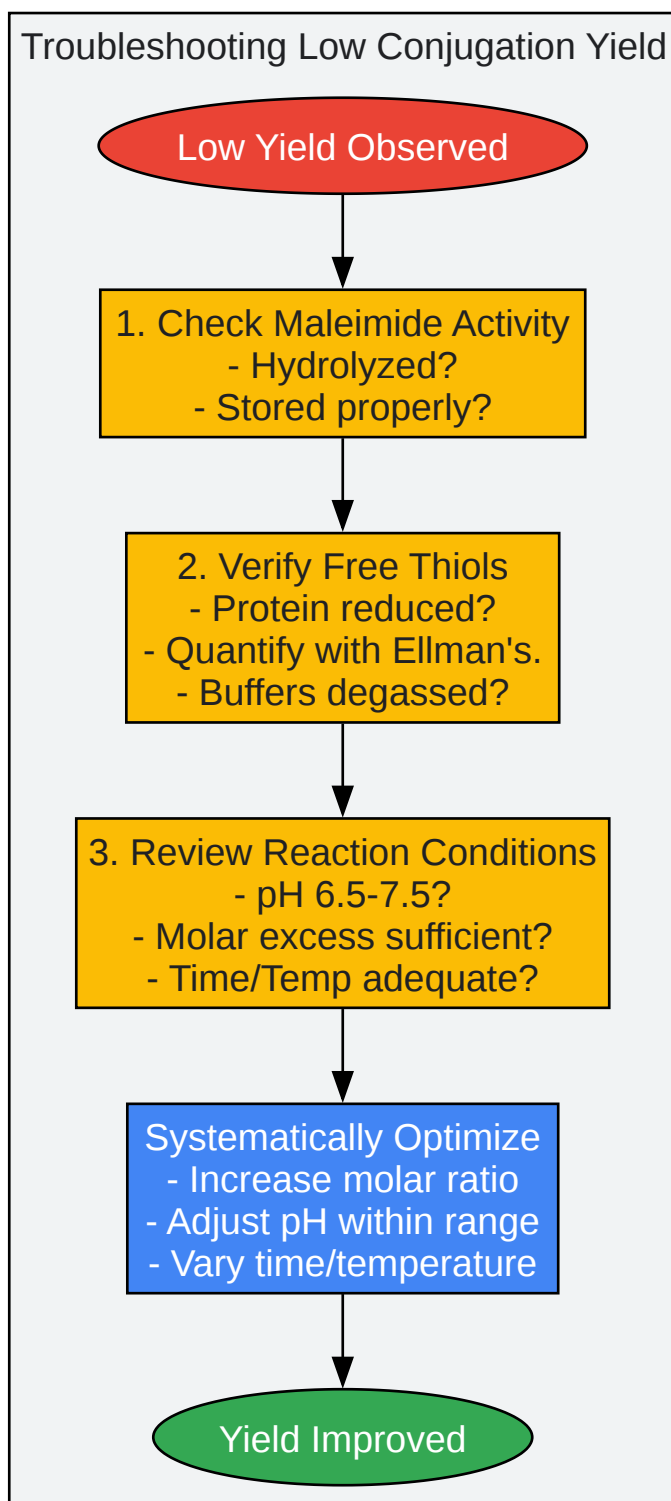 Troubleshooting Low Conjugation Yield
Low Yield Observed
1. Check Maleimide Activity
- Hydrolyzed?
- Stored properly?
2. Verify Free Thiols
- Protein reduced?
- Quantify with Ellman's.
- Buffers degassed?
3. Review Reaction Conditions
- pH 6.5-7.5?
- Molar excess sufficient?
- Time/Temp adequate?
Systematically Optimize
- Increase molar ratio
- Adjust pH within range
- Vary time/temperature
Yield Improved